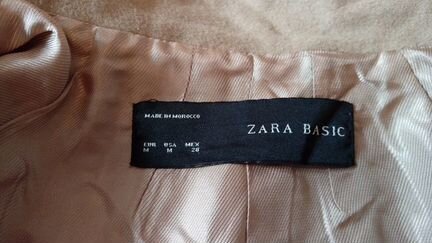 MADE IN MOROCCO
ZARA BASIC
EUR USA MEX
M M 28